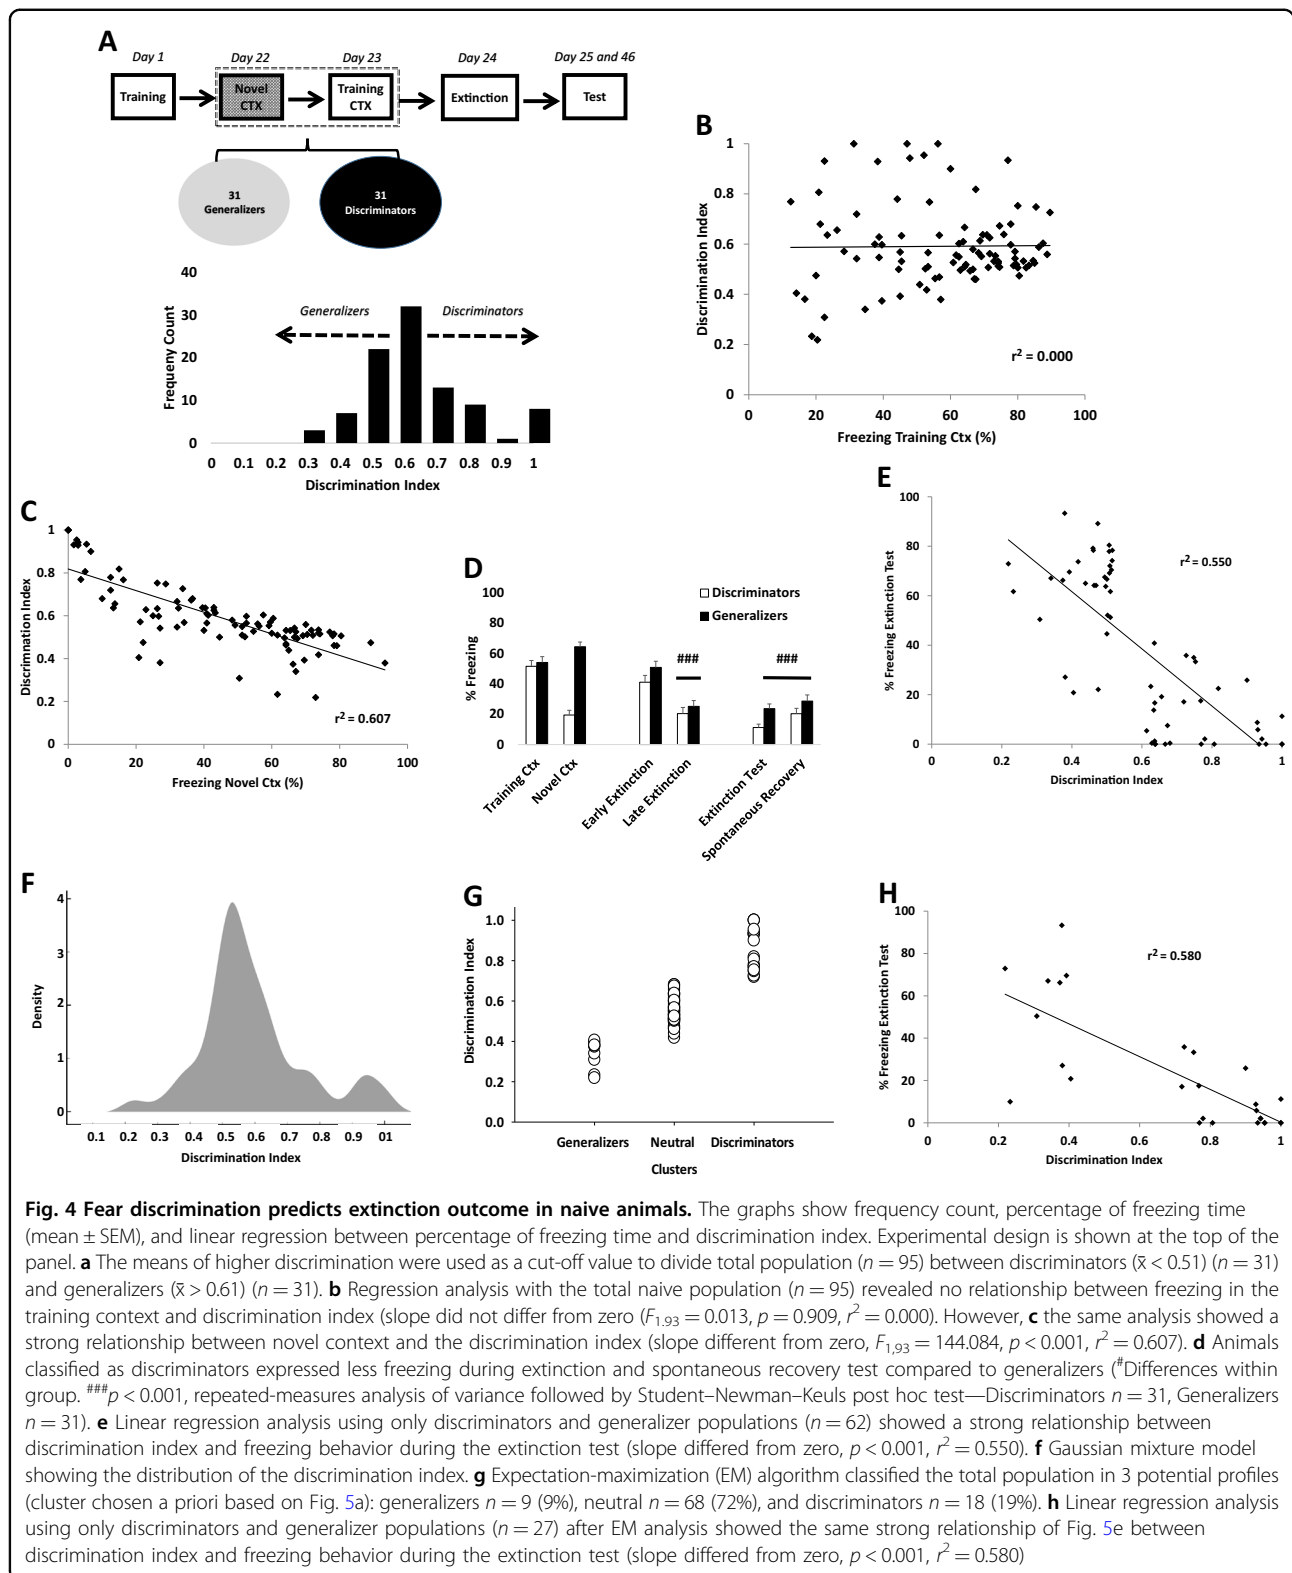 A
Day 1
Day 22
Day 23
Day 24
Day 25 and 46
Training
Novel
CTX
Training
CTX
Extinction
Test
31
Generalizers
31
Discriminators
40
30
20
10
0
Frequeny Count
Generalizers
Discriminators
0 0.1 0.2 0.3 0.4 0.5 0.6 0.7 0.8 0.9 1
Discrimination Index
B
1
0.8
0.6
0.4
0.2
0
Discrimination Index
r² = 0.000
0 20 40 60 80 100
Freezing Training Ctx (%)
C
1
0.8
0.6
0.4
0.2
0
Discrimination Index
r² = 0.607
0 20 40 60 80 100
Freezing Novel Ctx (%)
D
100
80
60
40
20
0
% Freezing
Discriminators
Generalizers
###
###
Training Ctx
Novel Ctx
Early Extinction
Late Extinction
Extinction Test
Spontaneous Recovery
E
100
80
60
40
20
0
% Freezing Extinction Test
r² = 0.550
0 0.2 0.4 0.6 0.8 1
Discrimination Index
F
4
3
2
1
0
Density
0.1 0.2 0.3 0.4 0.5 0.6 0.7 0.8 0.9 01
Discrimination Index
G
1.0
0.8
0.6
0.4
0.2
0.0
Discrimination Index
Generalizers Neutral Discriminators
Clusters
H
100
80
60
40
20
0
% Freezing Extinction Test
r² = 0.580
0 0.2 0.4 0.6 0.8 1
Discrimination Index
Fig. 4 Fear discrimination predicts extinction outcome in naive animals. The graphs show frequency count, percentage of freezing time
(mean ± SEM), and linear regression between percentage of freezing time and discrimination index. Experimental design is shown at the top of the
panel. a The means of higher discrimination were used as a cut-off value to divide total population (n = 95) between discriminators (x̄ < 0.51) (n = 31)
and generalizers (x̄ > 0.61) (n = 31). b Regression analysis with the total naive population (n = 95) revealed no relationship between freezing in the
training context and discrimination index (slope did not differ from zero (F1.93 = 0.013, p = 0.909, r² = 0.000). However, c the same analysis showed a
strong relationship between novel context and the discrimination index (slope different from zero, F1,93 = 144.084, p < 0.001, r² = 0.607). d Animals
classified as discriminators expressed less freezing during extinction and spontaneous recovery test compared to generalizers (#Differences within
group. ###p < 0.001, repeated-measures analysis of variance followed by Student–Newman–Keuls post hoc test—Discriminators n = 31, Generalizers
n = 31). e Linear regression analysis using only discriminators and generalizer populations (n = 62) showed a strong relationship between
discrimination index and freezing behavior during the extinction test (slope differed from zero, p < 0.001, r² = 0.550). f Gaussian mixture model
showing the distribution of the discrimination index. g Expectation-maximization (EM) algorithm classified the total population in 3 potential profiles
(cluster chosen a priori based on Fig. 5a): generalizers n = 9 (9%), neutral n = 68 (72%), and discriminators n = 18 (19%). h Linear regression analysis
using only discriminators and generalizer populations (n = 27) after EM analysis showed the same strong relationship of Fig. 5e between
discrimination index and freezing behavior during the extinction test (slope differed from zero, p < 0.001, r² = 0.580)